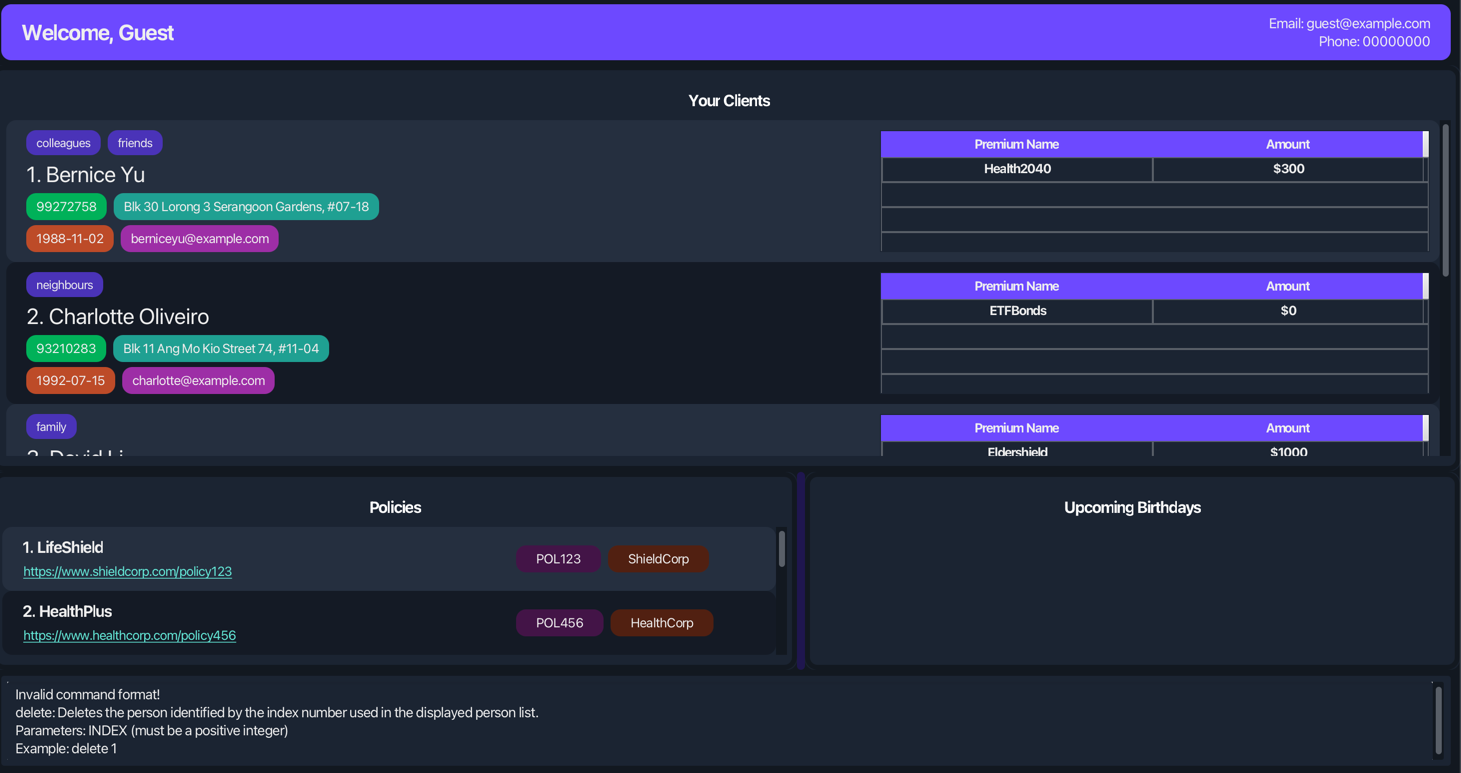 Welcome, Guest
Email: guest@example.com
Phone: 00000000
Your Clients
colleagues friends
1. Bernice Yu
99272758 Blk 30 Lorong 3 Serangoon Gardens, #07-18
1988-11-02 berniceyu@example.com
Premium Name Amount
Health2040 $300
neighbours
2. Charlotte Oliveiro
93210283 Blk 11 Ang Mo Kio Street 74, #11-04
1992-07-15 charlotte@example.com
Premium Name Amount
ETFBonds $0
family
3. David Li
Premium Name Amount
Eldershield $1000
Policies
1. LifeShield
https://www.shieldcorp.com/policy123
POL123 ShieldCorp
2. HealthPlus
https://www.healthcorp.com/policy456
POL456 HealthCorp
Upcoming Birthdays
Invalid command format!
delete: Deletes the person identified by the index number used in the displayed person list.
Parameters: INDEX (must be a positive integer)
Example: delete 1